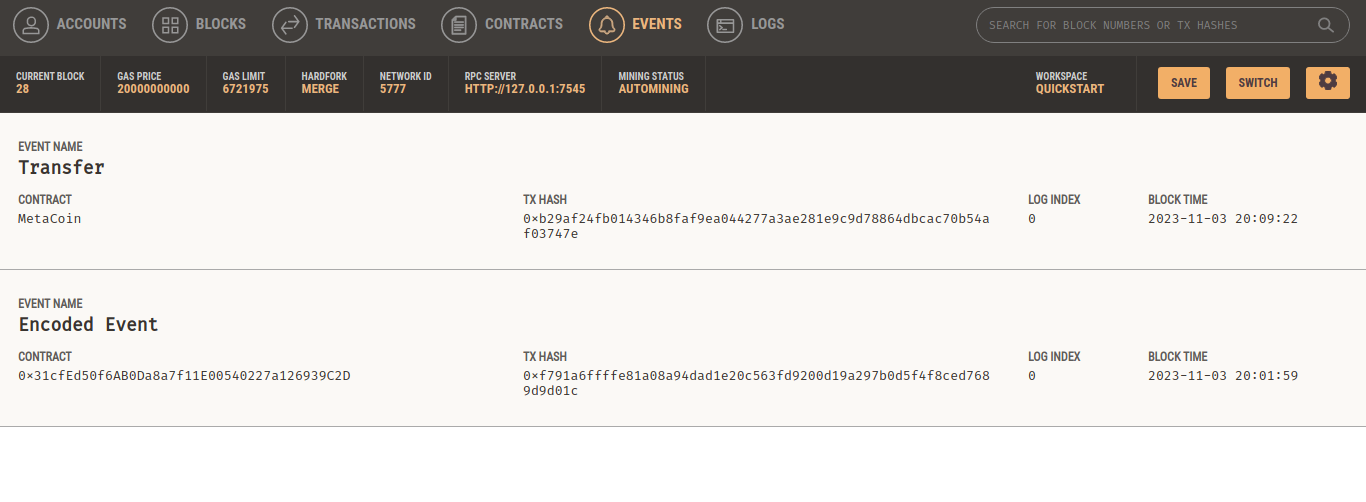 ACCOUNTS BLOCKS TRANSACTIONS CONTRACTS EVENTS LOGS SEARCH FOR BLOCK NUMBERS OR TX HASHES
CURRENT BLOCK GAS PRICE GAS LIMIT HARDFORK NETWORK ID RPC SERVER MINING STATUS WORKSPACE
28 20000000000 6721975 MERGE 5777 HTTP://127.0.0.1:7545 AUTOMINING QUICKSTART SAVE SWITCH
EVENT NAME
Transfer
CONTRACT TX HASH LOG INDEX BLOCK TIME
MetaCoin 0×b29af24fb014346b8faf9ea044277a3ae281e9c9d78864dbcac70b54a 0 2023-11-03 20:09:22
f03747e
EVENT NAME
Encoded Event
CONTRACT TX HASH LOG INDEX BLOCK TIME
0×31cfEd50f6AB0Da8a7f11E00540227a126939C2D 0×f791a6ffffe81a08a94dad1e20c563fd9200d19a297b0d5f4f8ced768 0 2023-11-03 20:01:59
9d9d01c